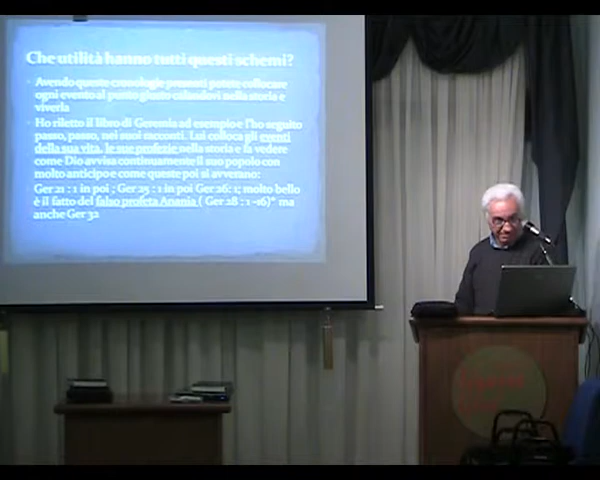 Che utilità hanno tutti questi schemi?
Avendo queste cronologie presenti potete collocare
ogni evento al punto giusto calandovi nella storia e
viverla
Ho riletto il libro di Geremia ad esempio e l'ho seguito
passo, passo, nei suoi racconti. Lui colloca gli eventi
della sua vita, le sue profezie nella storia e fa vedere
come Dio avvisa continuamente il suo popolo con
molto anticipo e come queste poi si avverano:
Ger 21 : 1 in poi ; Ger 25 : 1 in poi Ger 26: 1; molto bello
è il fatto del falso profeta Anania ( Ger 28 : 1 -16)* ma
anche Ger 32